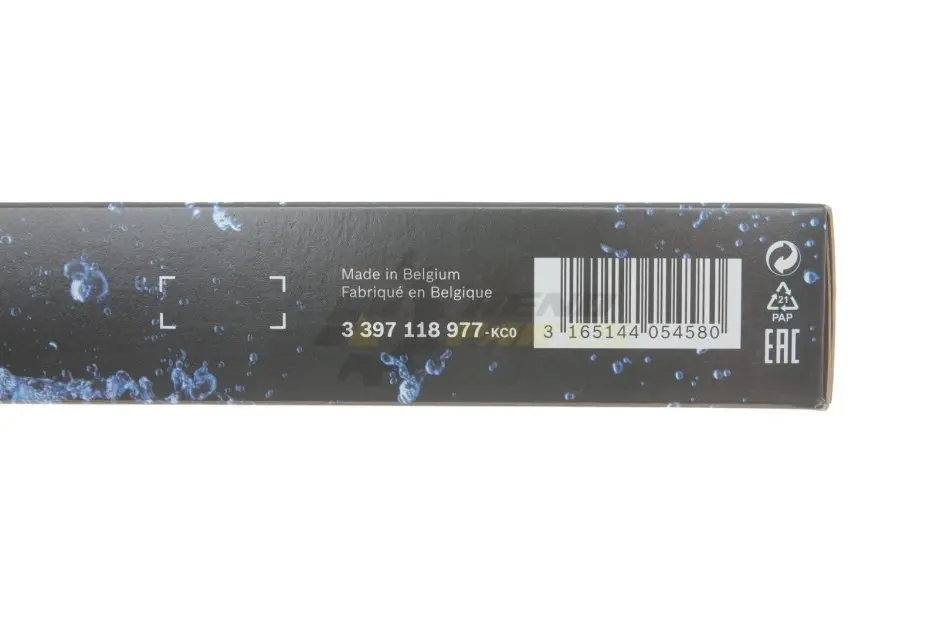 Made in Belgium
Fabriqué en Belgique
3 397 118 977-KC0
3 165144 054580
21
PAP
EAC